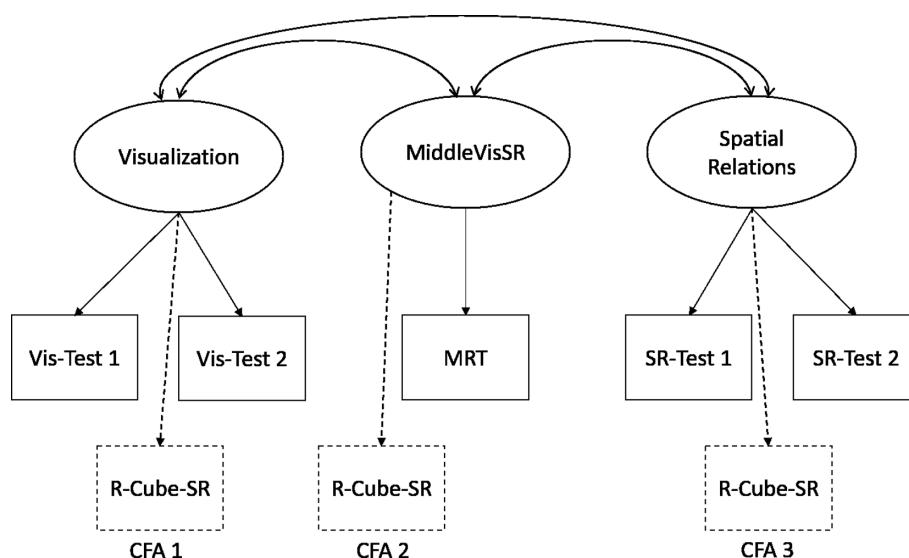 Visualization
MiddleVisSR
Spatial
Relations
Vis-Test 1
Vis-Test 2
MRT
SR-Test 1
SR-Test 2
R-Cube-SR
R-Cube-SR
R-Cube-SR
CFA 1
CFA 2
CFA 3